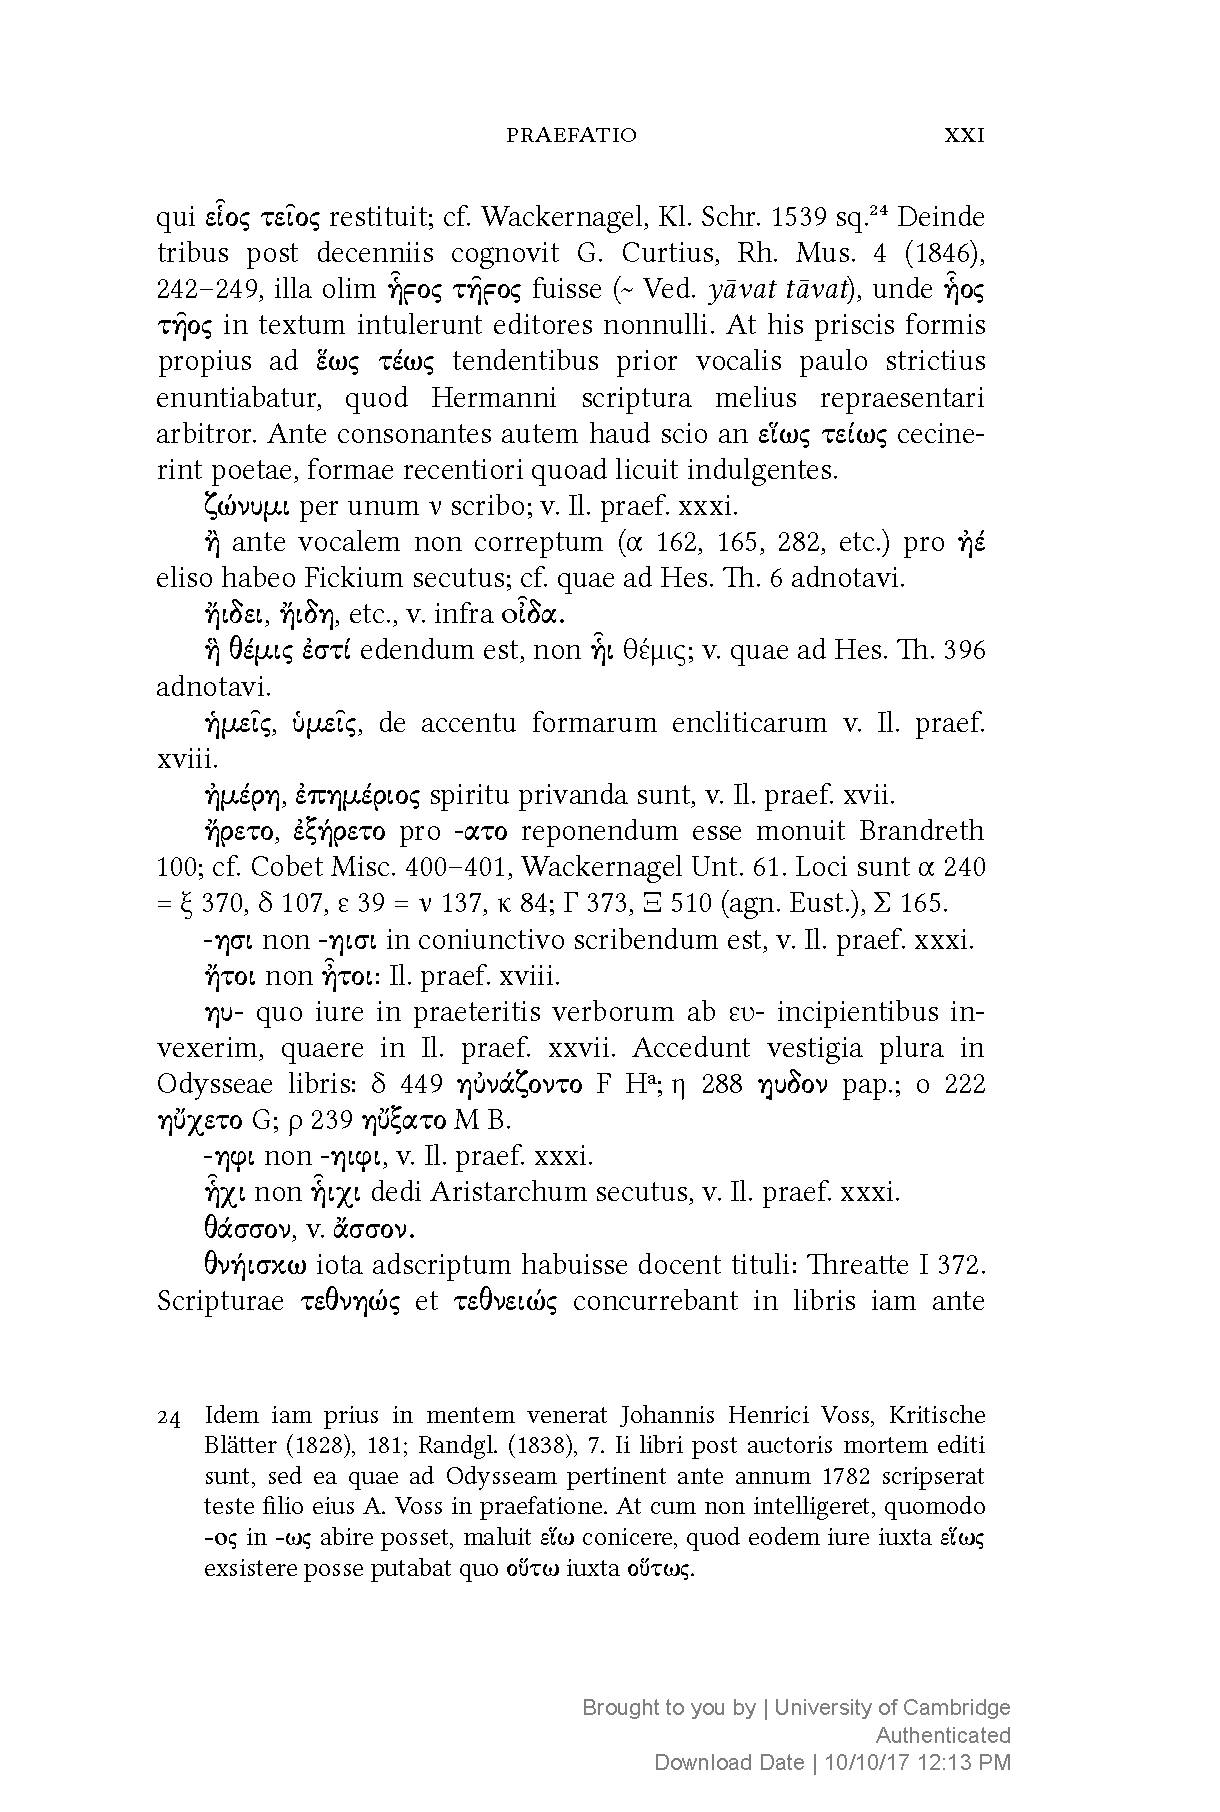 PRAEFATIO XXI
qui εἷος τεῖος restituit; cf. Wackernagel, Kl. Schr. 1539 sq.²⁴ Deinde
tribus post decenniis cognovit G. Curtius, Rh. Mus. 4 (1846),
242–249, illa olim ἧϝος τῆϝος fuisse (~ Ved. yāvat tāvat), unde ἧος
τῆος in textum intulerunt editores nonnulli. At his priscis formis
propius ad ἕως τέως tendentibus prior vocalis paulo strictius
enuntiabatur, quod Hermanni scriptura melius repraesentari
arbitror. Ante consonantes autem haud scio an εἵως τείως cecine-
rint poetae, formae recentiori quoad licuit indulgentes.
ζώνυμι per unum ν scribo; v. Il. praef. xxxi.
ἢ ante vocalem non correptum (α 162, 165, 282, etc.) pro ἠέ
eliso habeo Fickium secutus; cf. quae ad Hes. Th. 6 adnotavi.
ἤιδει, ἤιδη, etc., v. infra οἶδα.
ἣ θέμις ἐστί edendum est, non ἧι θέμις; v. quae ad Hes. Th. 396
adnotavi.
ἡμεῖς, ὑμεῖς, de accentu formarum encliticarum v. Il. praef.
xviii.
ἠμέρη, ἐπημέριος spiritu privanda sunt, v. Il. praef. xvii.
ἤρετο, ἐξήρετο pro -ατο reponendum esse monuit Brandreth
100; cf. Cobet Misc. 400–401, Wackernagel Unt. 61. Loci sunt α 240
= ξ 370, δ 107, ε 39 = ν 137, κ 84; Γ 373, Ξ 510 (agn. Eust.), Σ 165.
-ησι non -ηισι in coniunctivo scribendum est, v. Il. praef. xxxi.
ἤτοι non ἦτοι: Il. praef. xviii.
ηυ- quo iure in praeteritis verborum ab ευ- incipientibus in-
vexerim, quaere in Il. praef. xxvii. Accedunt vestigia plura in
Odysseae libris: δ 449 ηὐνάζοντο F Hᵃ; η 288 ηυδον pap.; ο 222
ηὔχετο G; ρ 239 ηὔξατο M B.
-ηφι non -ηιφι, v. Il. praef. xxxi.
ἧχι non ἧιχι dedi Aristarchum secutus, v. Il. praef. xxxi.
θάσσον, v. ἄσσον.
θνήισκω iota adscriptum habuisse docent tituli: Threatte I 372.
Scripturae τεθνηώς et τεθνειώς concurrebant in libris iam ante
24 Idem iam prius in mentem venerat Johannis Henrici Voss, Kritische
Blätter (1828), 181; Randgl. (1838), 7. Ii libri post auctoris mortem editi
sunt, sed ea quae ad Odysseam pertinent ante annum 1782 scripserat
teste filio eius A. Voss in praefatione. At cum non intelligeret, quomodo
-ος in -ως abire posset, maluit εἵω conicere, quod eodem iure iuxta εἵως
exsistere posse putabat quo οὕτω iuxta οὕτως.
Brought to you by | University of Cambridge
Authenticated
Download Date | 10/10/17 12:13 PM